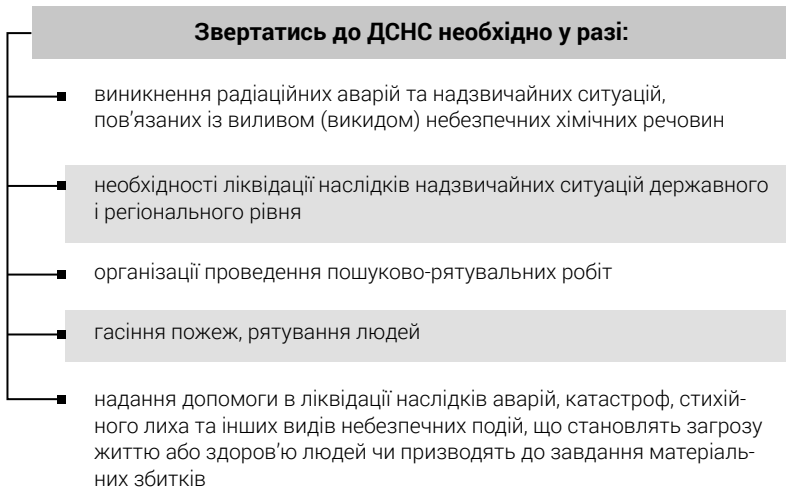 Звертатись до ДСНС необхідно у разі:
виникнення радіаційних аварій та надзвичайних ситуацій,
пов’язаних із виливом (викидом) небезпечних хімічних речовин
необхідності ліквідації наслідків надзвичайних ситуацій державного
і регіонального рівня
організації проведення пошуково-рятувальних робіт
гасіння пожеж, рятування людей
надання допомоги в ліквідації наслідків аварій, катастроф, стихій-
ного лиха та інших видів небезпечних подій, що становлять загрозу
життю або здоров’ю людей чи призводять до завдання матеріаль-
них збитків